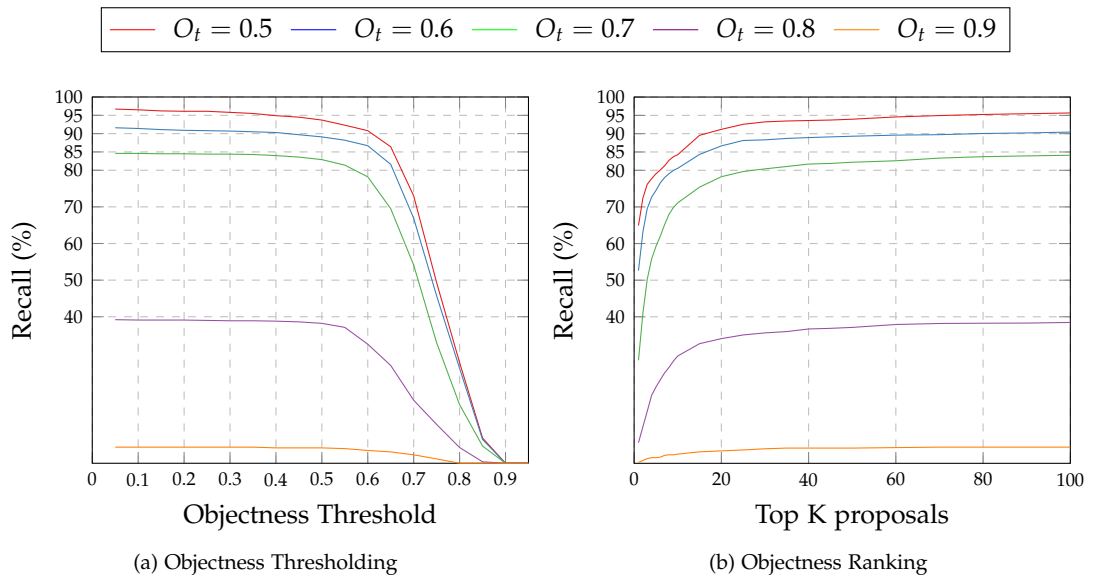 O_t = 0.5 O_t = 0.6 O_t = 0.7 O_t = 0.8 O_t = 0.9
100
95
90
85
80
70
60
50
40
Recall (%)
0 0.1 0.2 0.3 0.4 0.5 0.6 0.7 0.8 0.9
Objectness Threshold
(a) Objectness Thresholding
100
95
90
85
80
70
60
50
40
Recall (%)
0 20 40 60 80 100
Top K proposals
(b) Objectness Ranking